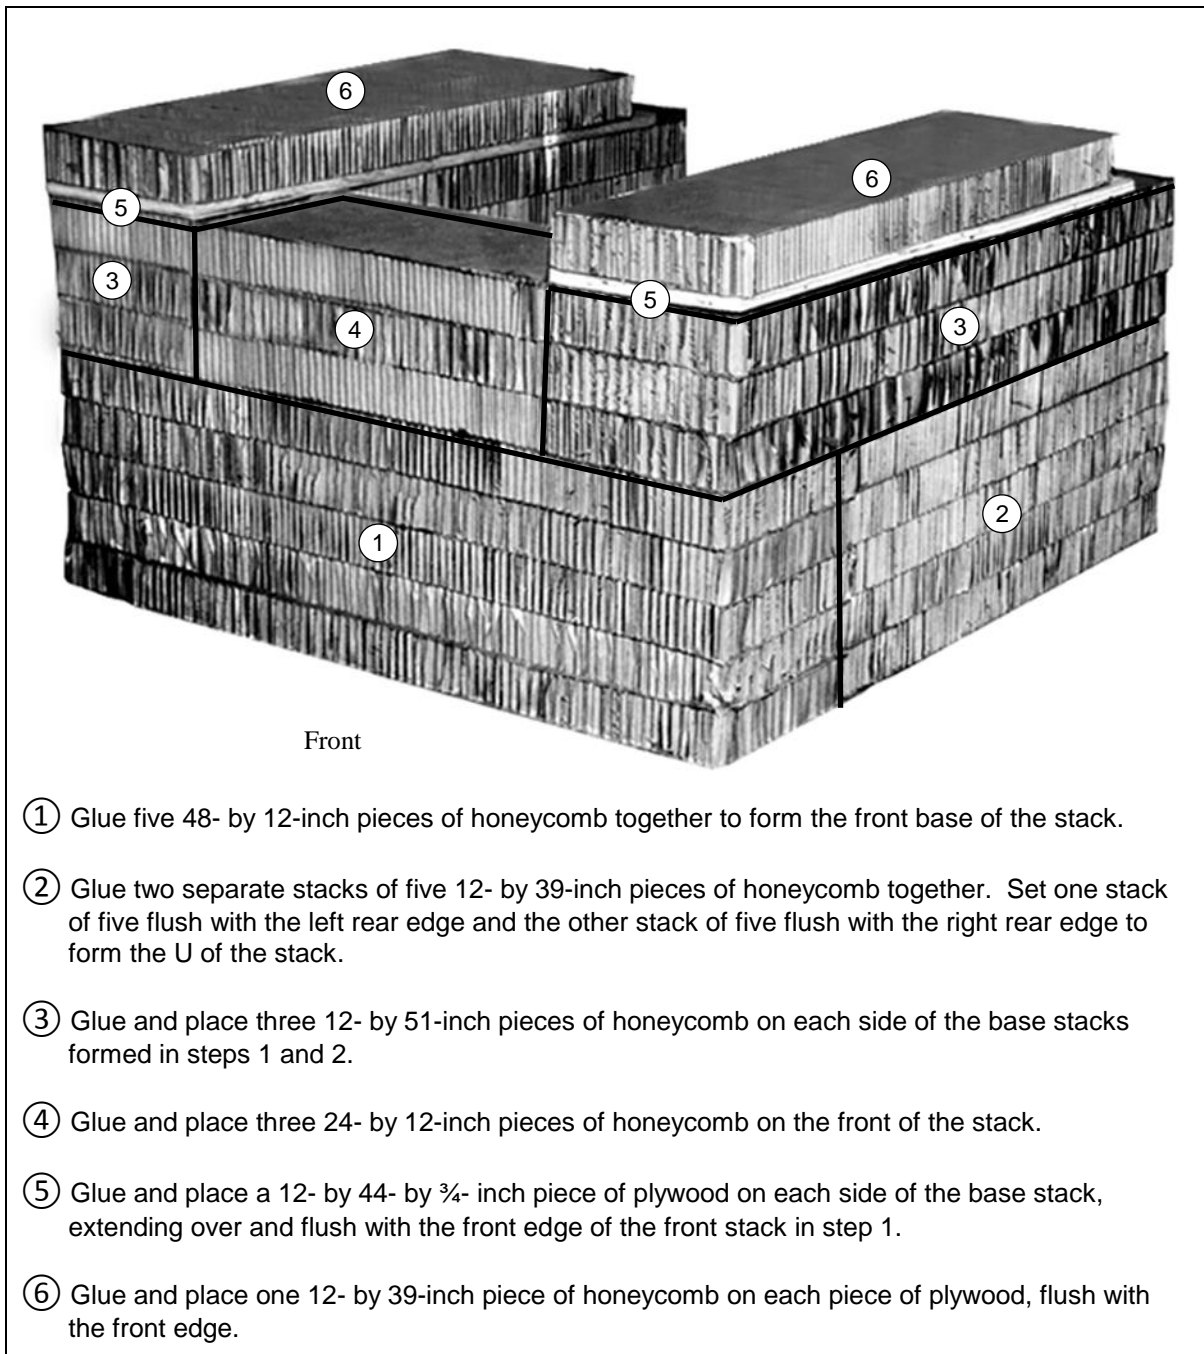 6
6
5
5
3
3
4
2
1
Front
① Glue five 48- by 12-inch pieces of honeycomb together to form the front base of the stack.
② Glue two separate stacks of five 12- by 39-inch pieces of honeycomb together.  Set one stack
of five flush with the left rear edge and the other stack of five flush with the right rear edge to
form the U of the stack.
③ Glue and place three 12- by 51-inch pieces of honeycomb on each side of the base stacks
formed in steps 1 and 2.
④ Glue and place three 24- by 12-inch pieces of honeycomb on the front of the stack.
⑤ Glue and place a 12- by 44- by ¾- inch piece of plywood on each side of the base stack,
extending over and flush with the front edge of the front stack in step 1.
⑥ Glue and place one 12- by 39-inch piece of honeycomb on each piece of plywood, flush with
the front edge.